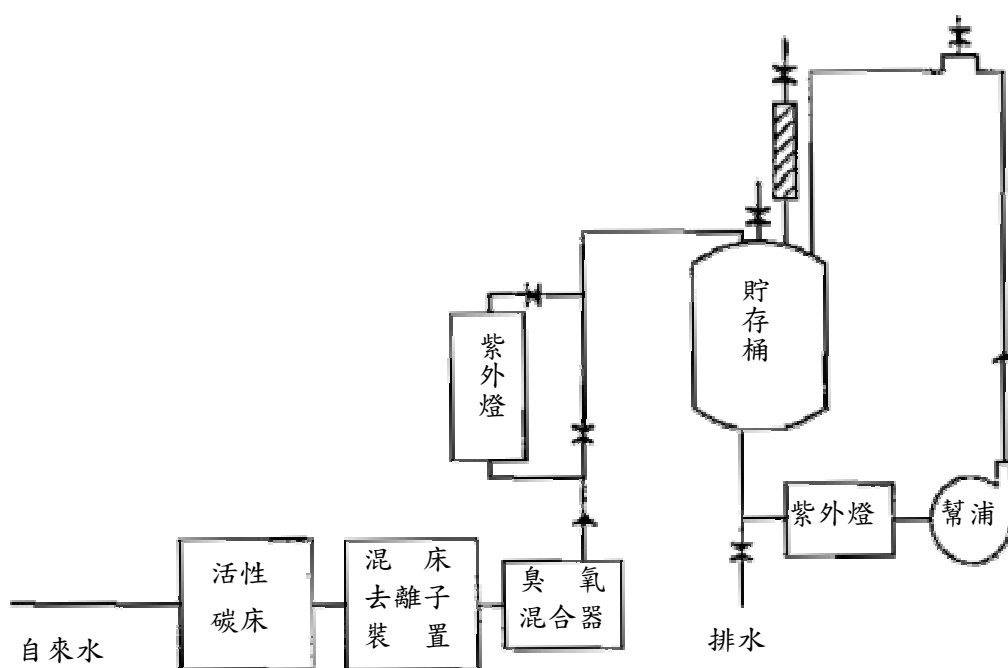 自來水
活性
碳床
混床
去離子
裝置
臭氧
混合器
紫外燈
貯存桶
紫外燈
幫浦
排水